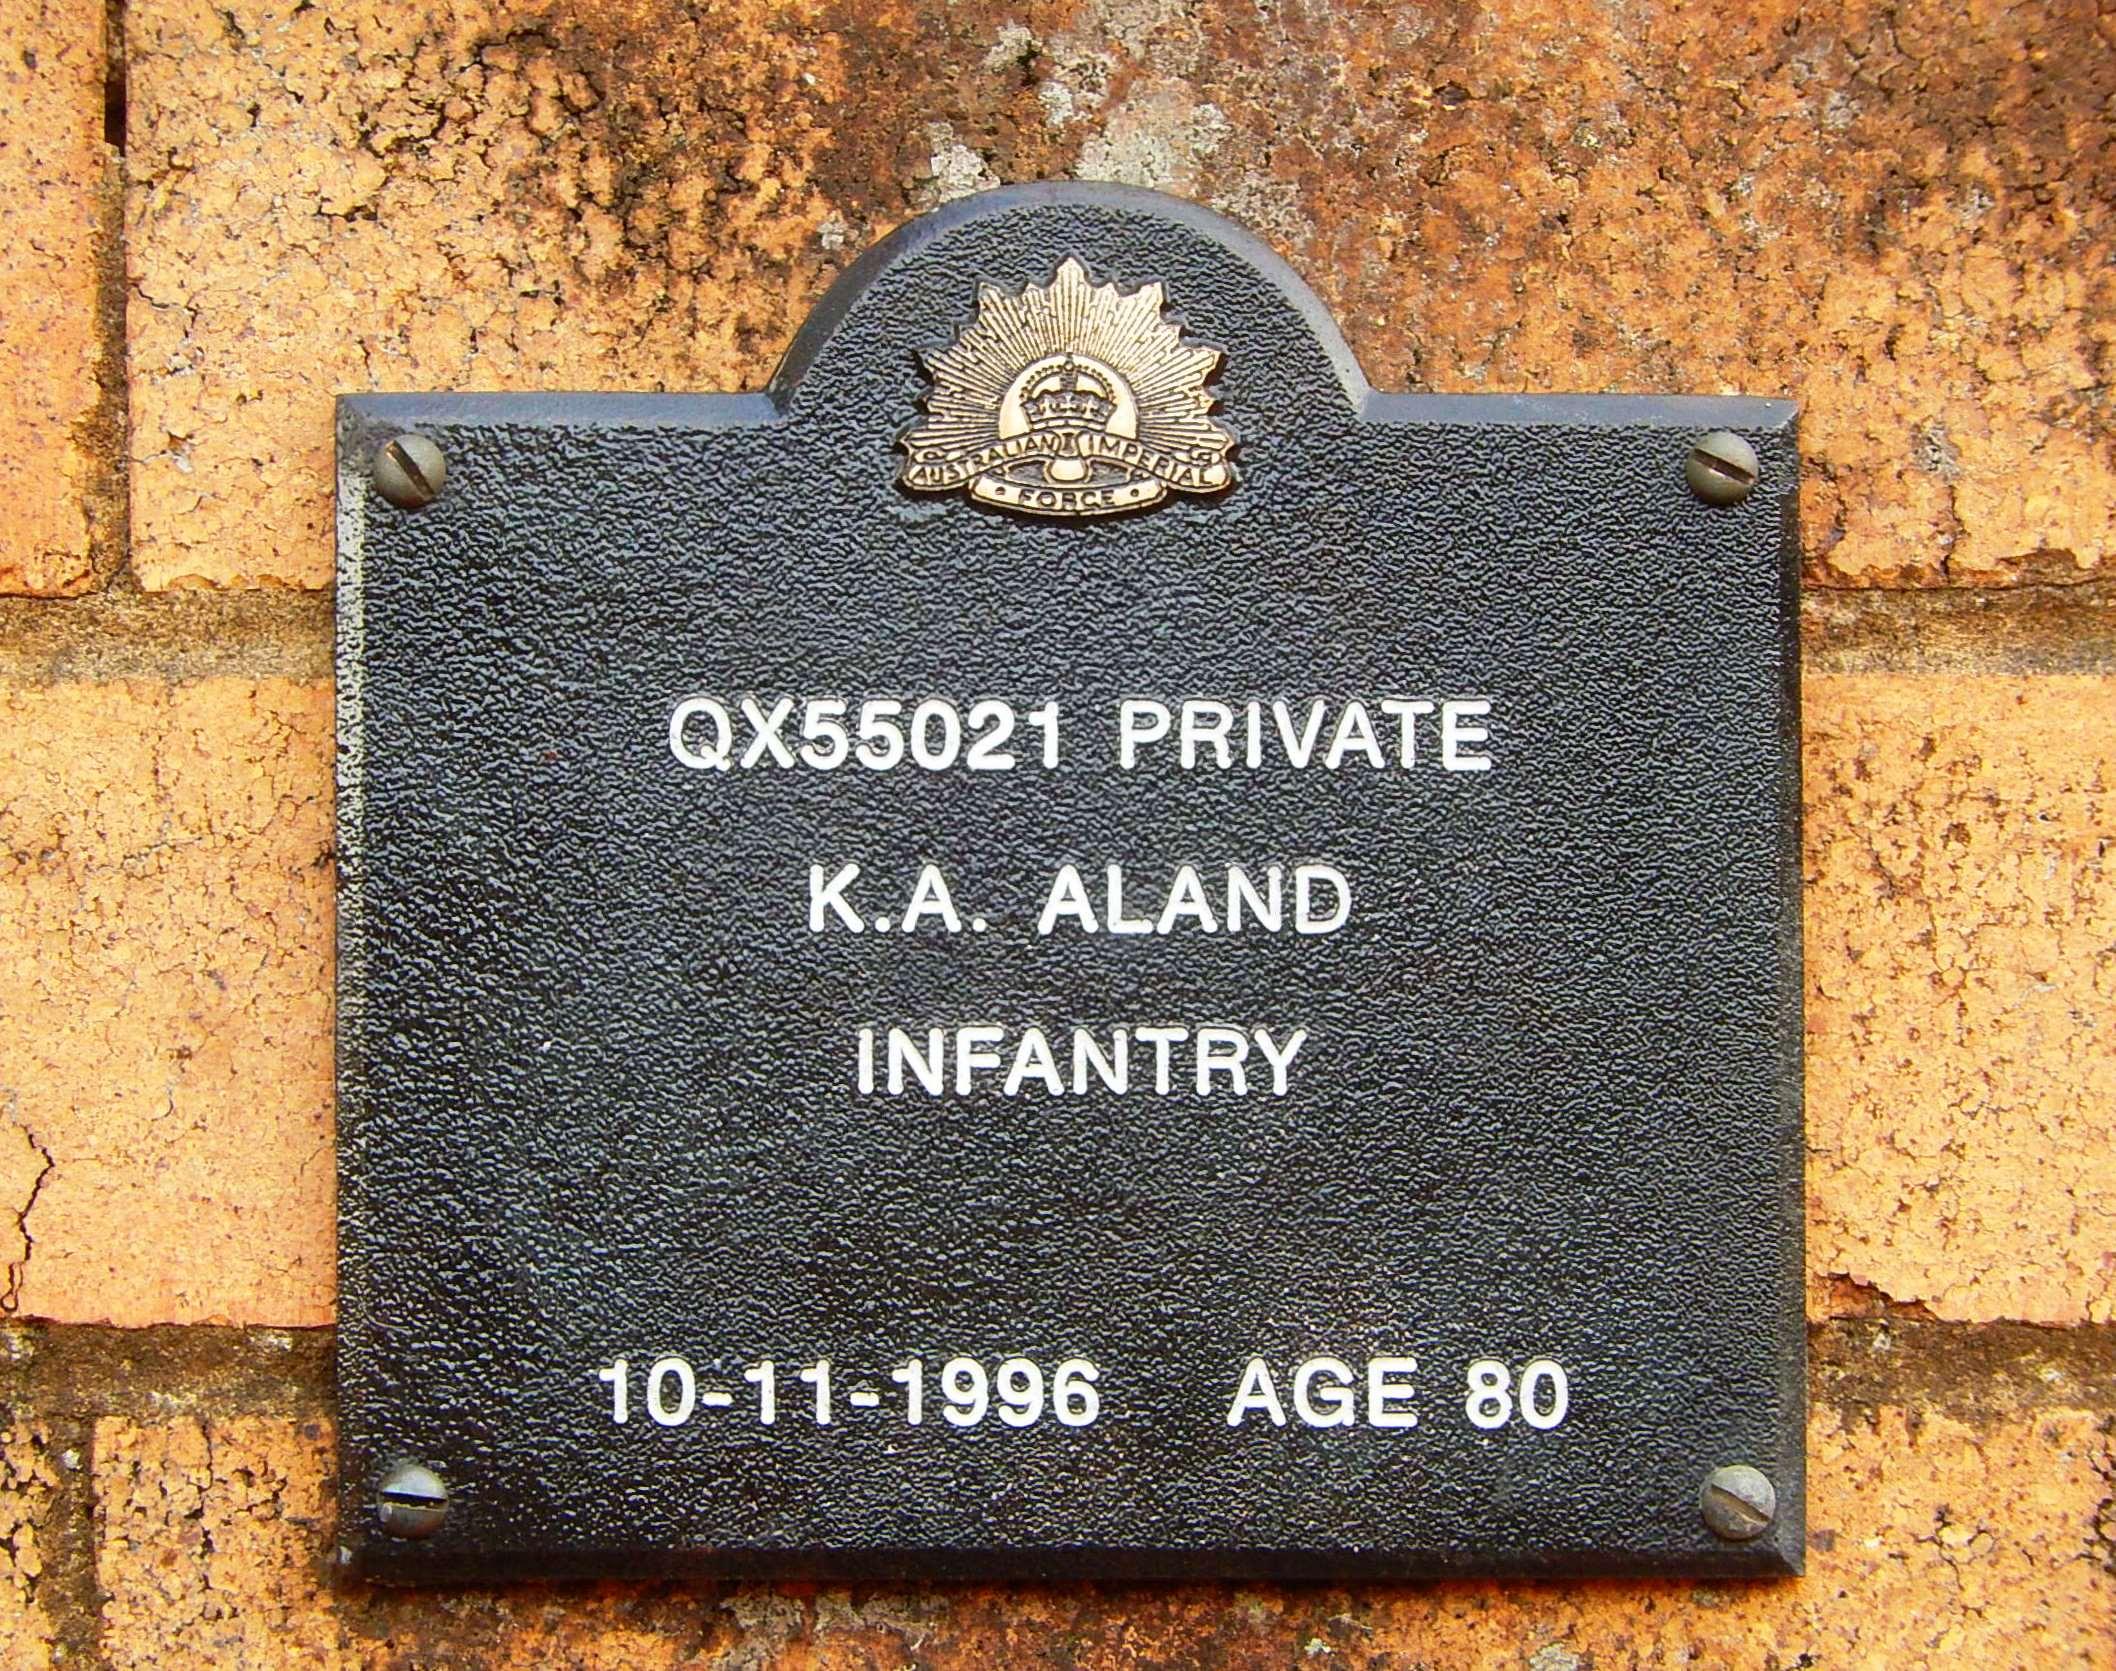 AUSTRALIAN IMPERIAL
FORCE
QX55021 PRIVATE
K.A. ALAND
INFANTRY
10-11-1996 AGE 80